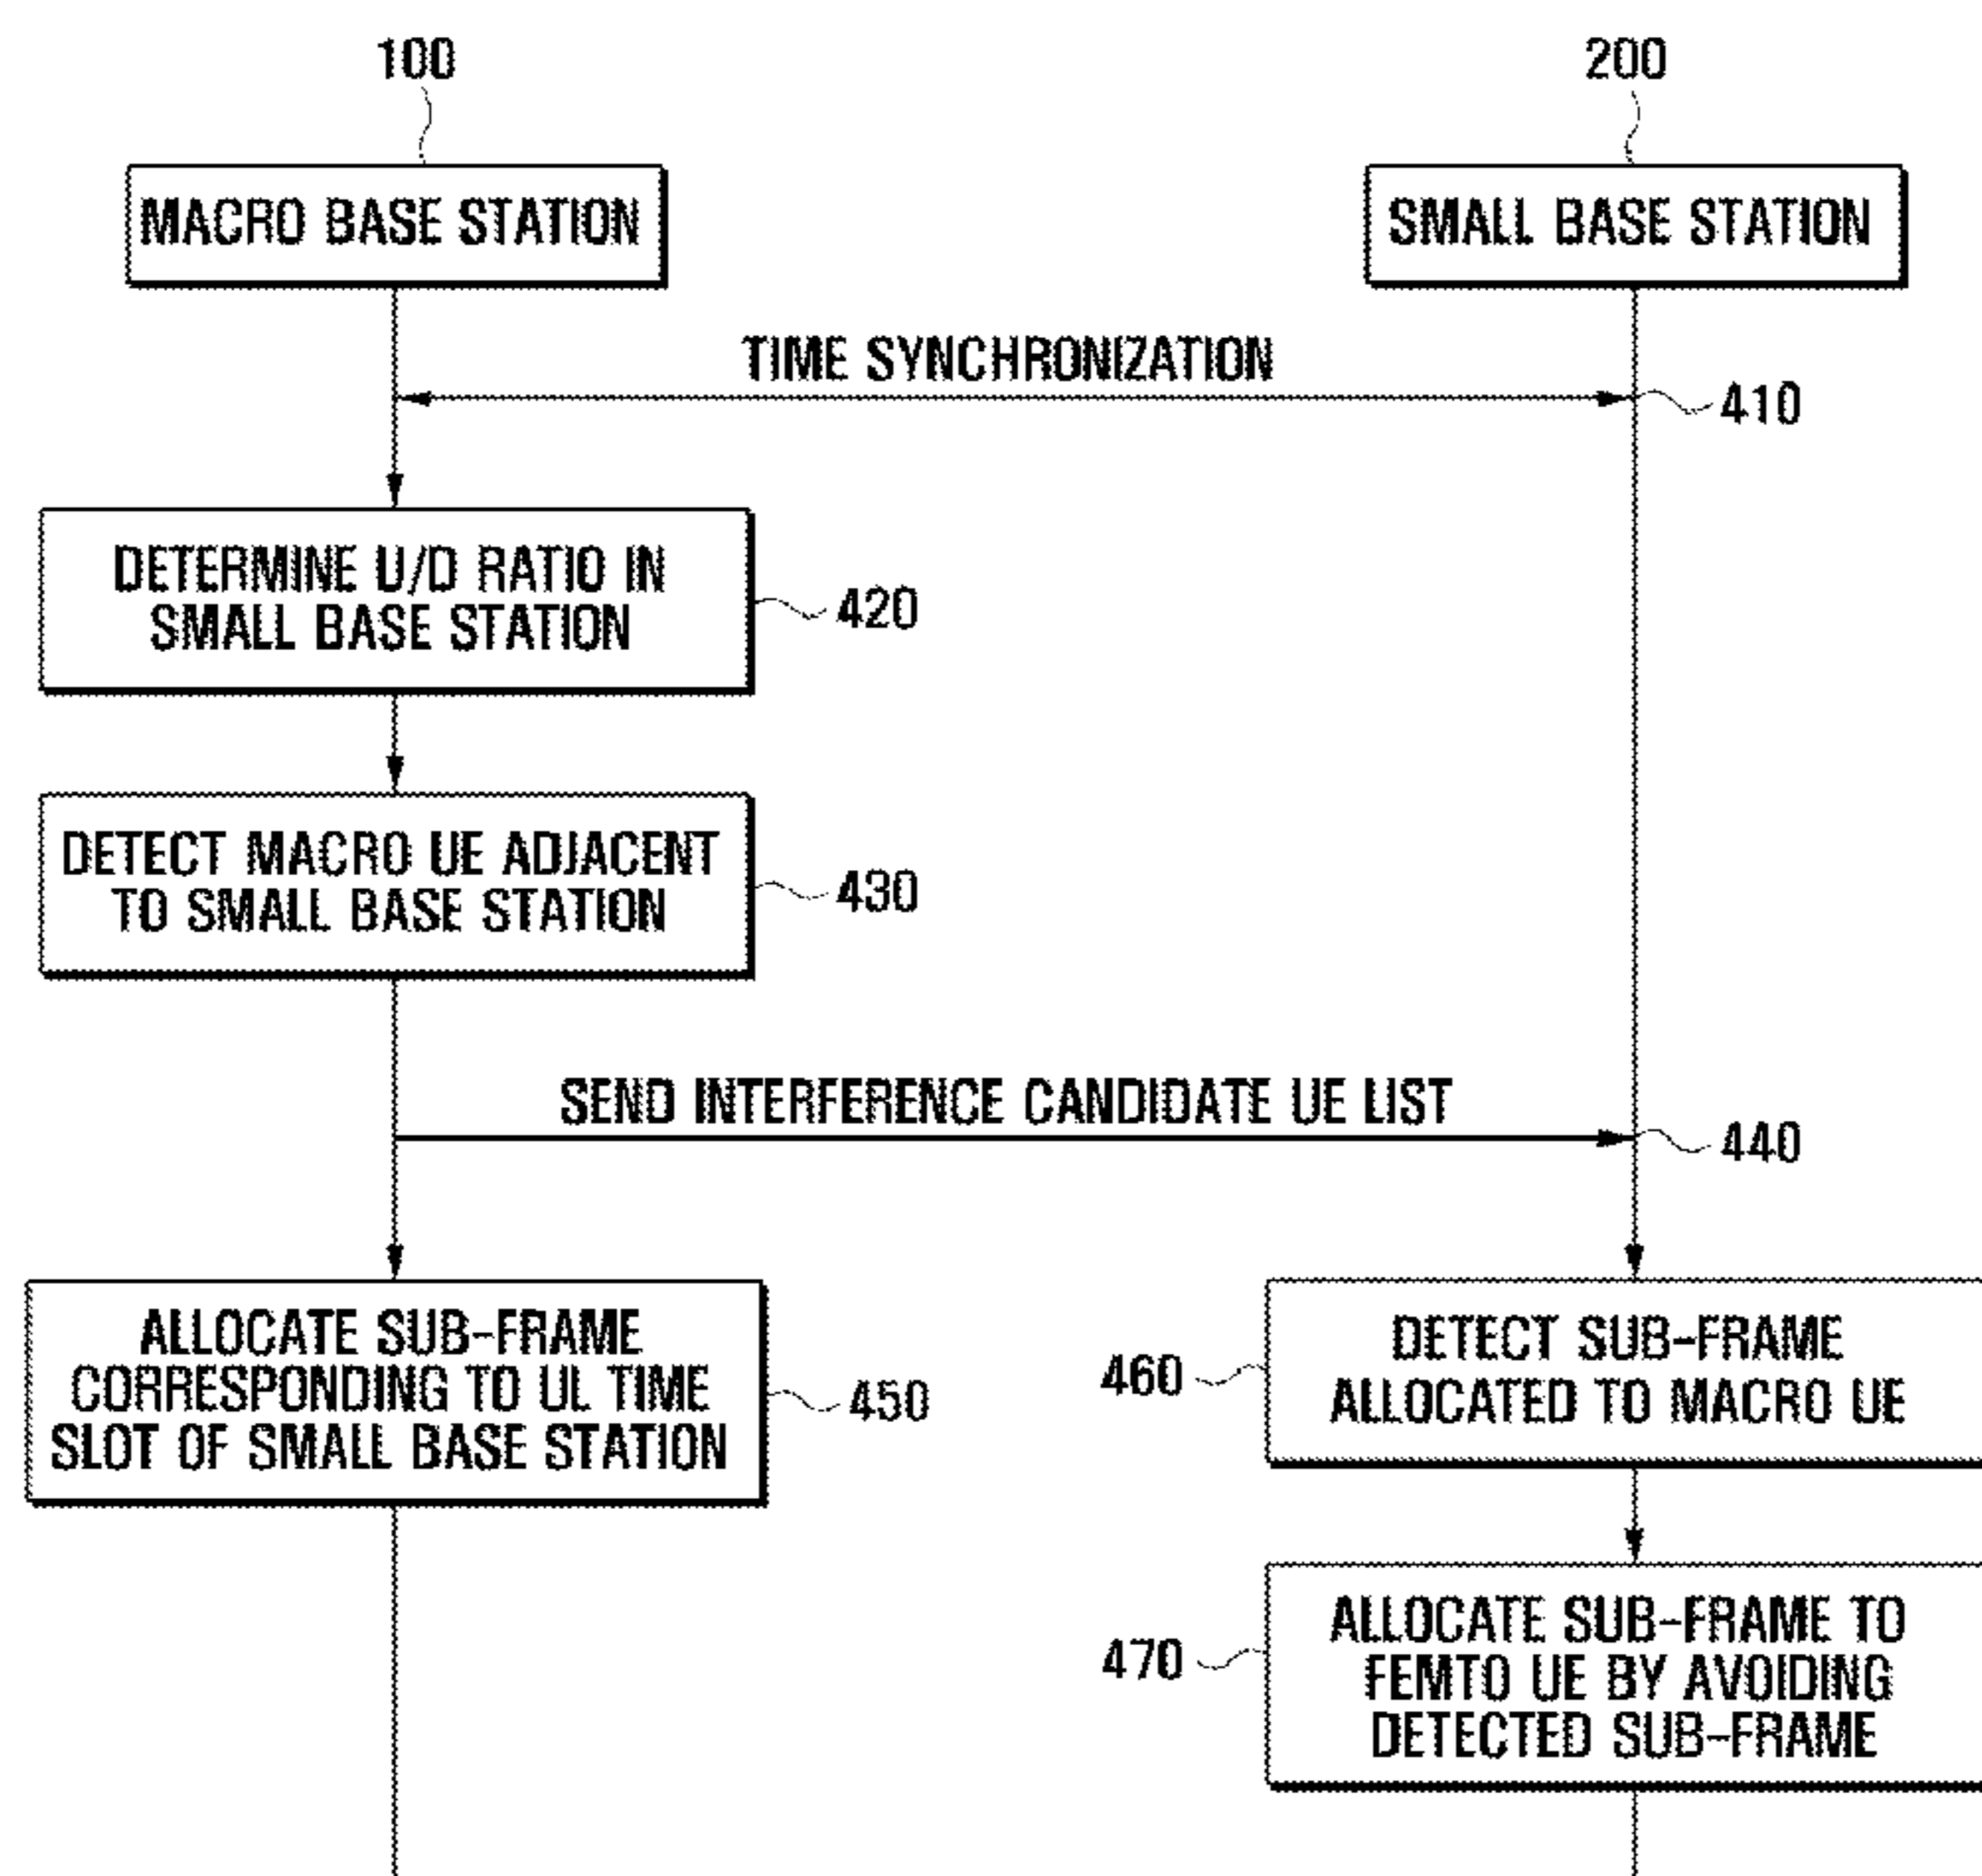 100
200
MACRO BASE STATION
SMALL BASE STATION
TIME SYNCHRONIZATION
410
DETERMINE U/D RATIO IN
SMALL BASE STATION
420
DETECT MACRO UE ADJACENT
TO SMALL BASE STATION
430
SEND INTERFERENCE CANDIDATE UE LIST
440
ALLOCATE SUB-FRAME
CORRESPONDING TO UL TIME
SLOT OF SMALL BASE STATION
450
460
DETECT SUB-FRAME
ALLOCATED TO MACRO UE
470
ALLOCATE SUB-FRAME TO
FEMTO UE BY AVOIDING
DETECTED SUB-FRAME